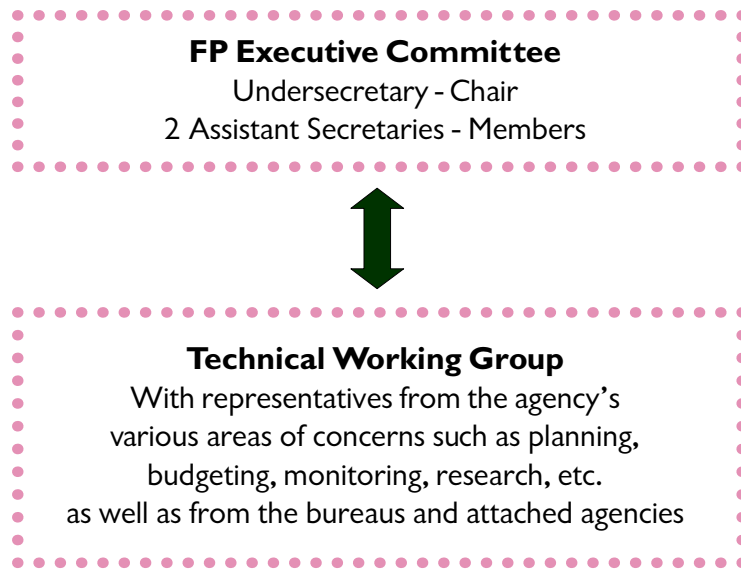 FP Executive Committee
Undersecretary - Chair
2 Assistant Secretaries - Members
Technical Working Group
With representatives from the agency’s
various areas of concerns such as planning,
budgeting, monitoring, research, etc.
as well as from the bureaus and attached agencies